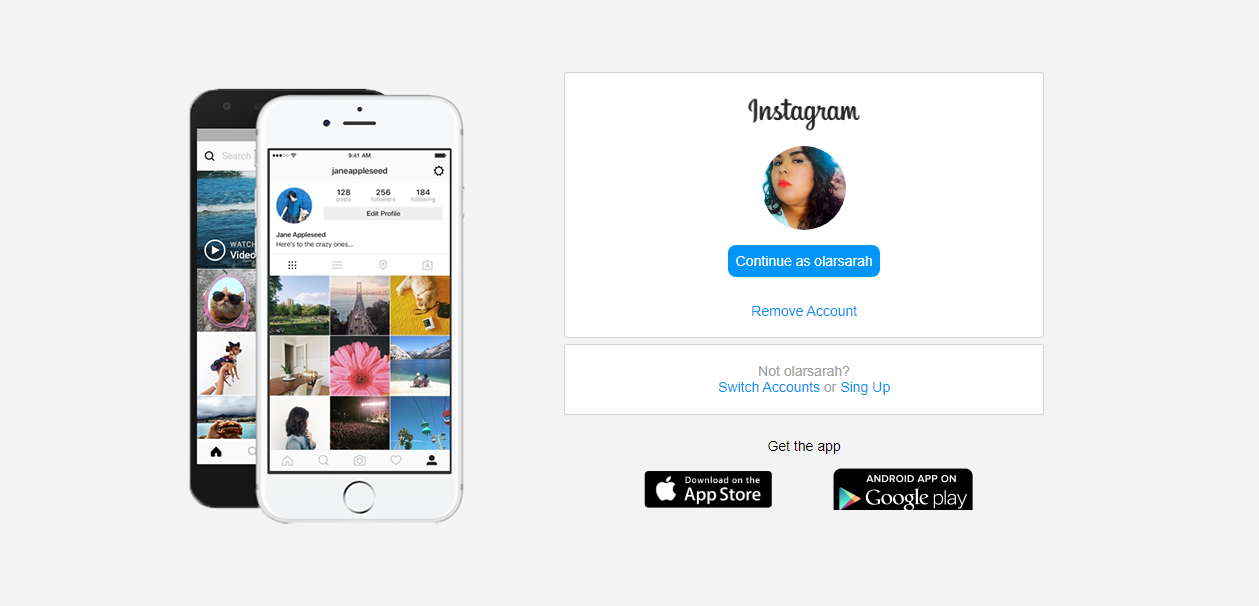 Search
WATCH
Video
9:41 AM
janeappleseed
128
posts
256
followers
184
following
Edit Profile
Jane Appleseed
Here's to the crazy ones...
Instagram
Continue as olarsarah
Remove Account
Not olarsarah?
Switch Accounts or Sing Up
Get the app
Download on the
App Store
ANDROID APP ON
Google play